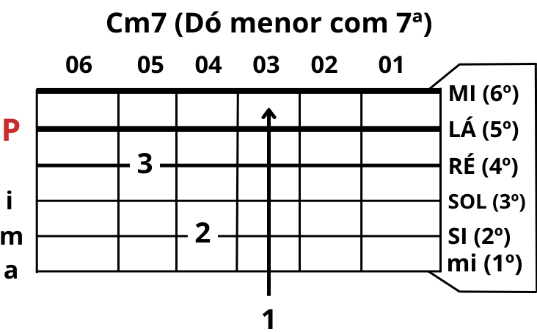 Cm7 (Dó menor com 7ª)
06 05 04 03 02 01
MI (6º)
P LÁ (5º)
3 RÉ (4º)
i SOL (3º)
m 2 SI (2º)
a mi (1º)
1